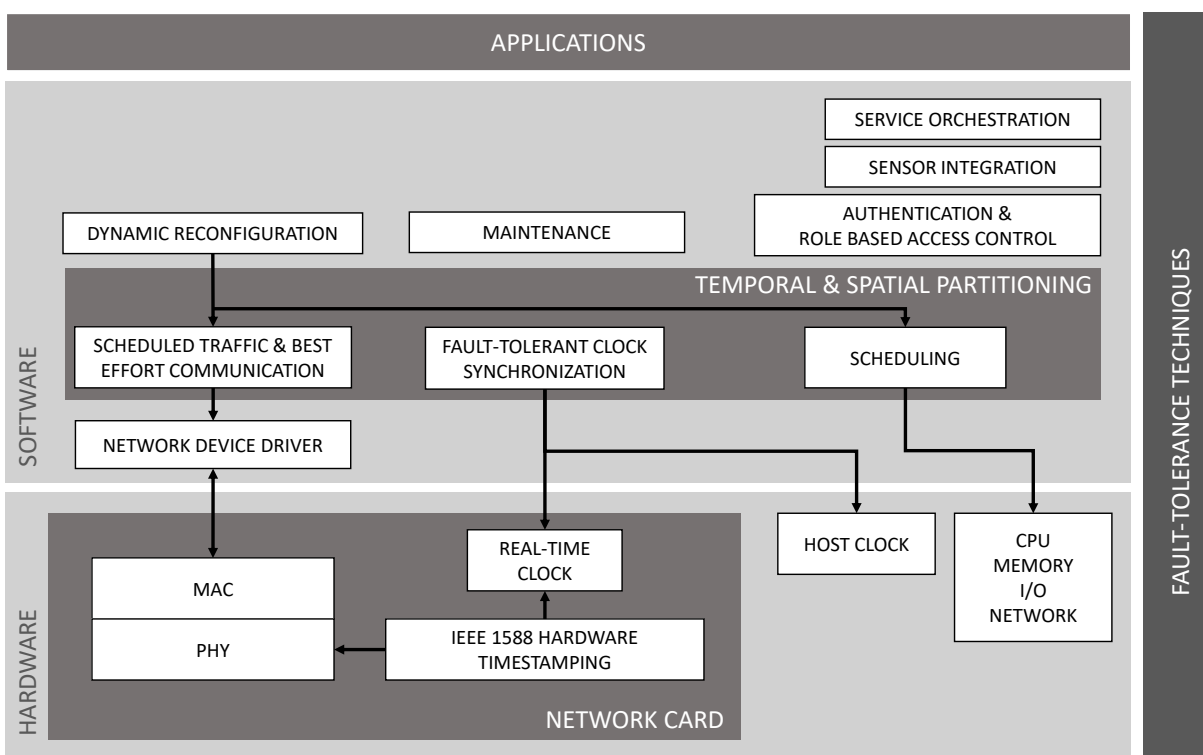 APPLICATIONS
SERVICE ORCHESTRATION
SENSOR INTEGRATION
AUTHENTICATION &
ROLE BASED ACCESS CONTROL
DYNAMIC RECONFIGURATION
MAINTENANCE
TEMPORAL & SPATIAL PARTITIONING
SCHEDULED TRAFFIC & BEST
EFFORT COMMUNICATION
FAULT-TOLERANT CLOCK
SYNCHRONIZATION
SCHEDULING
NETWORK DEVICE DRIVER
SOFTWARE
MAC
PHY
REAL-TIME
CLOCK
IEEE 1588 HARDWARE
TIMESTAMPING
NETWORK CARD
HOST CLOCK
CPU
MEMORY
I/O
NETWORK
HARDWARE
FAULT-TOLERANCE TECHNIQUES